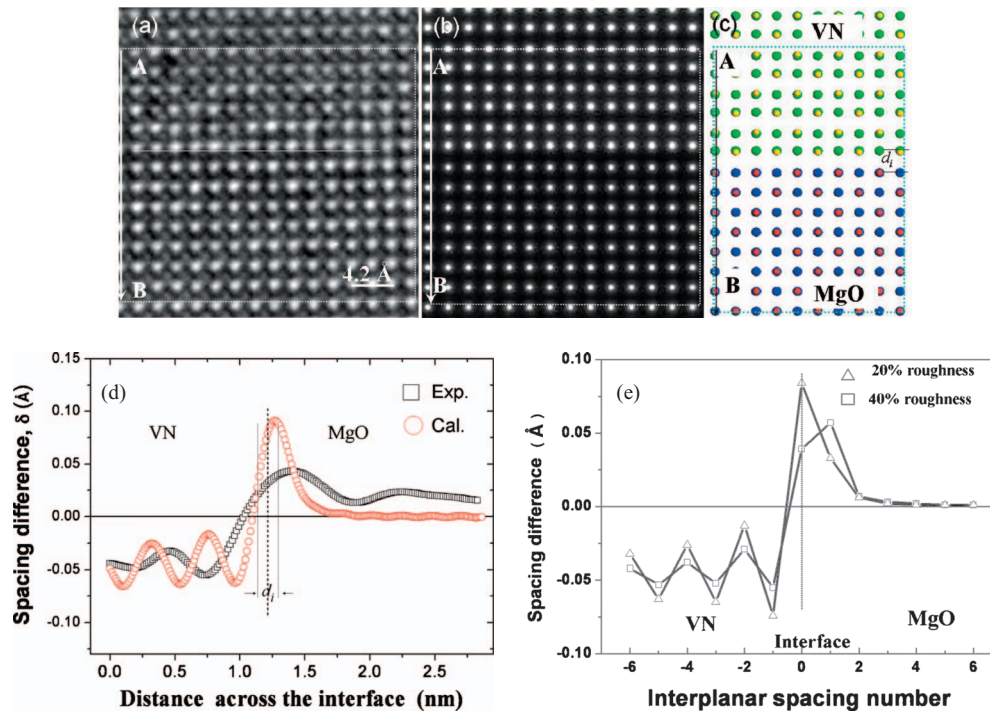 (a)
A
B
4.2 Å
(b)
A
B
(c)
VN
A
d_i
B
MgO
(d)
0.15
0.10
0.05
0.00
-0.05
-0.10
Spacing difference, δ (Å)
VN
MgO
Exp.
Cal.
d_i
0.0 0.5 1.0 1.5 2.0 2.5
Distance across the interface (nm)
(e)
0.10
0.05
0.00
-0.05
0.10
Spacing difference ( Å )
20% roughness
40% roughness
VN
Interface
MgO
-6 -4 -2 0 2 4 6
Interplanar spacing number